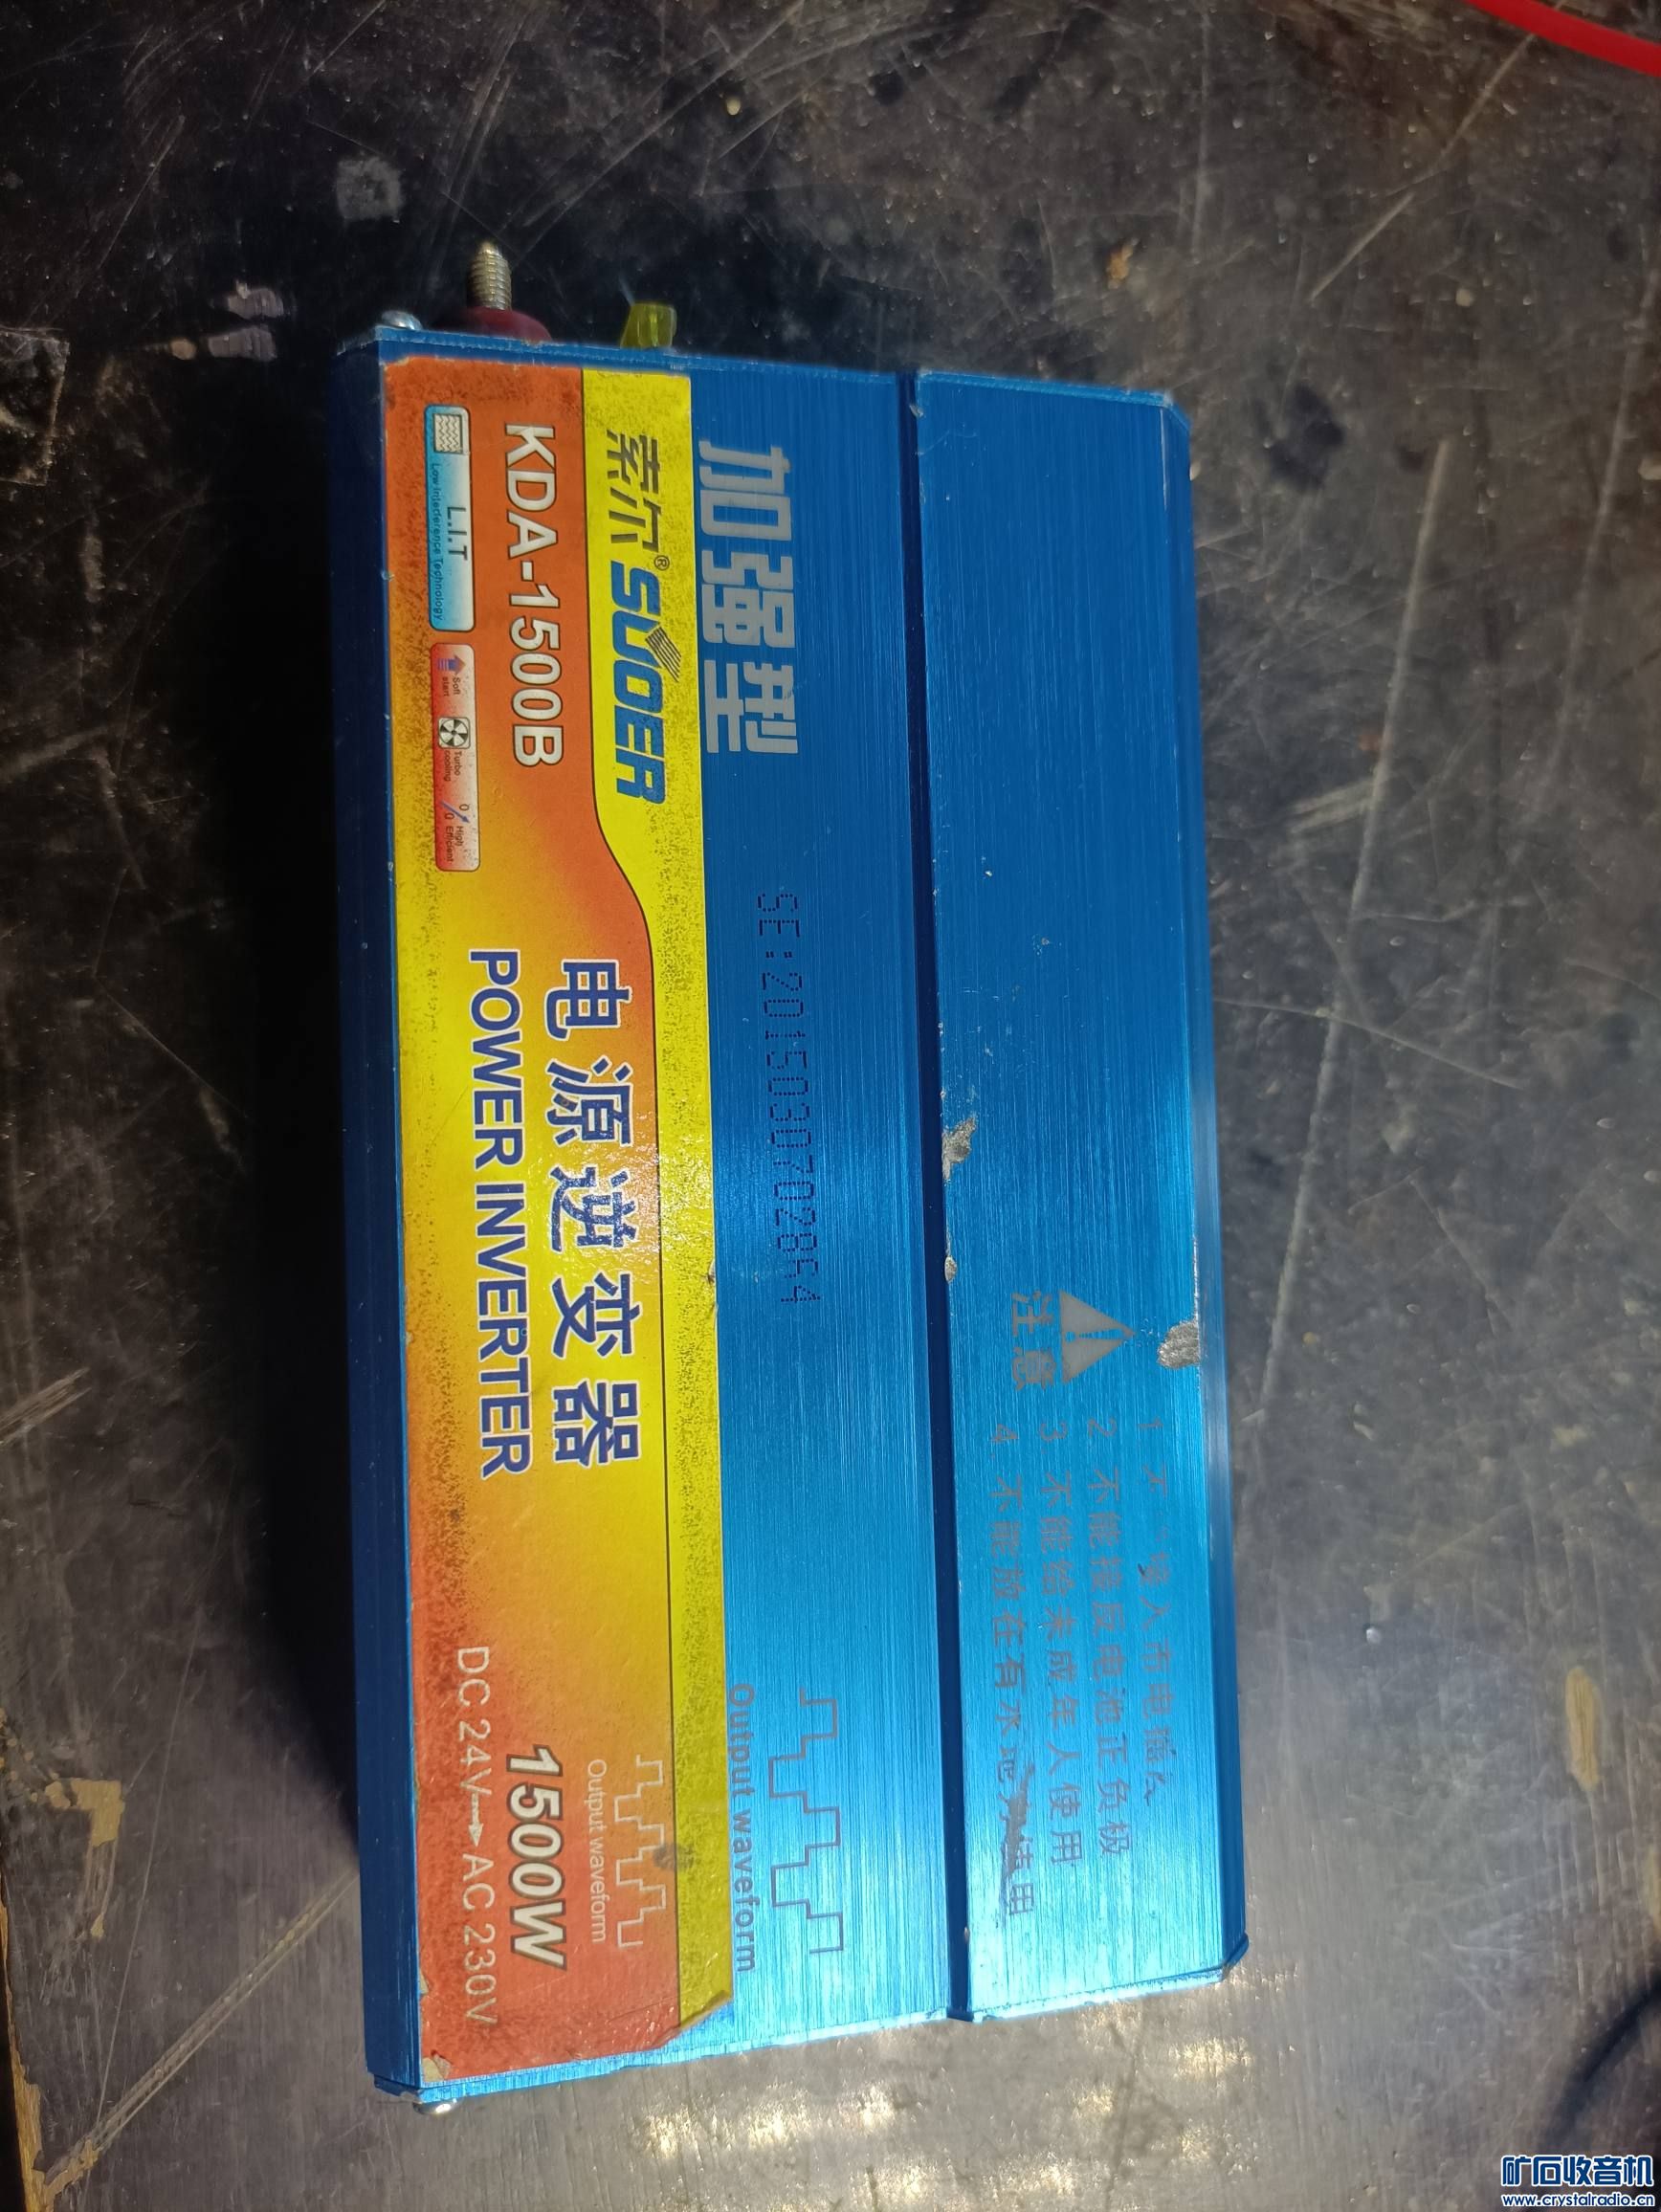 加强型
索尔® SUOER
KDA-1500B
L.I.T
Low Interference Technology
Soft start
Turbo cooling
High Efficient
电源逆变器
POWER INVERTER
Output waveform
1500W
DC 24V→AC 230V
SE:2015030702864
Output waveform
注意
1 不 接入市电
2 不能接反电池正负极
3 不能给未成年人使用
4 不能放在有水地方使用
矿石收音机
www.crystalradio.cn